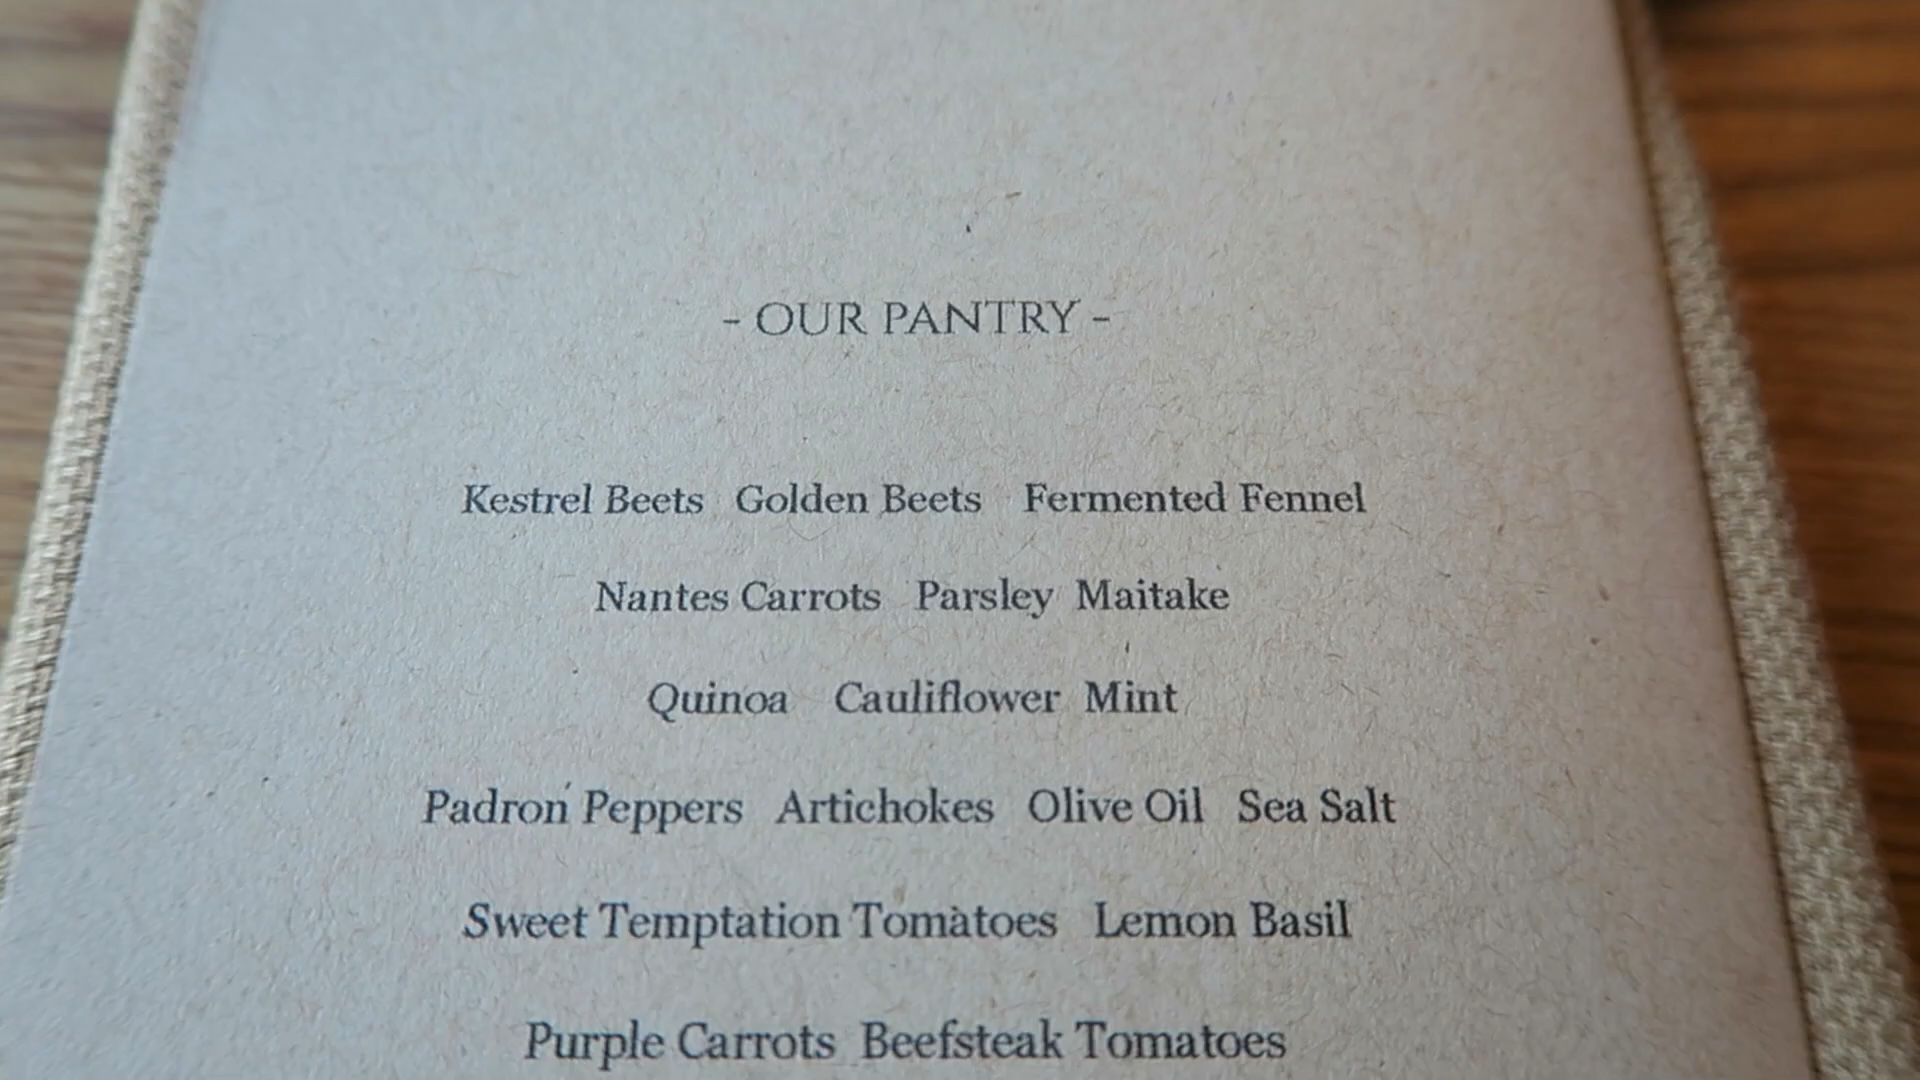 - OUR PANTRY -
Kestrel Beets Golden Beets Fermented Fennel
Nantes Carrots Parsley Maitake
Quinoa Cauliflower Mint
Padron Peppers Artichokes Olive Oil Sea Salt
Sweet Temptation Tomatoes Lemon Basil
Purple Carrots Beefsteak Tomatoes